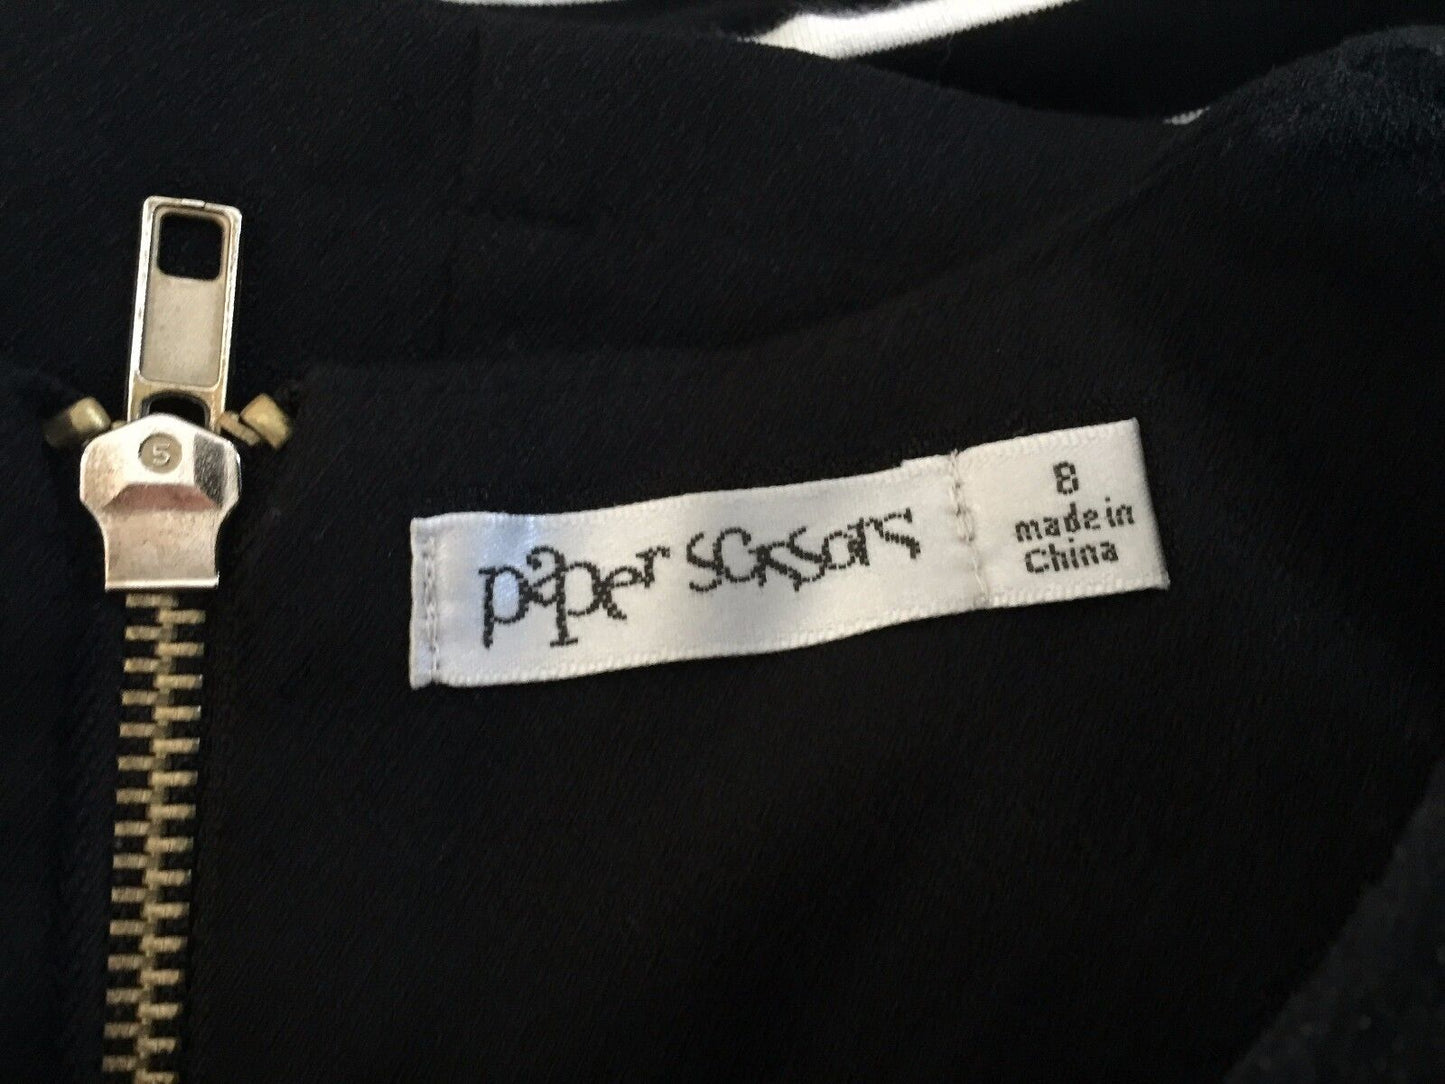 5
paper scissors
8
made in
China